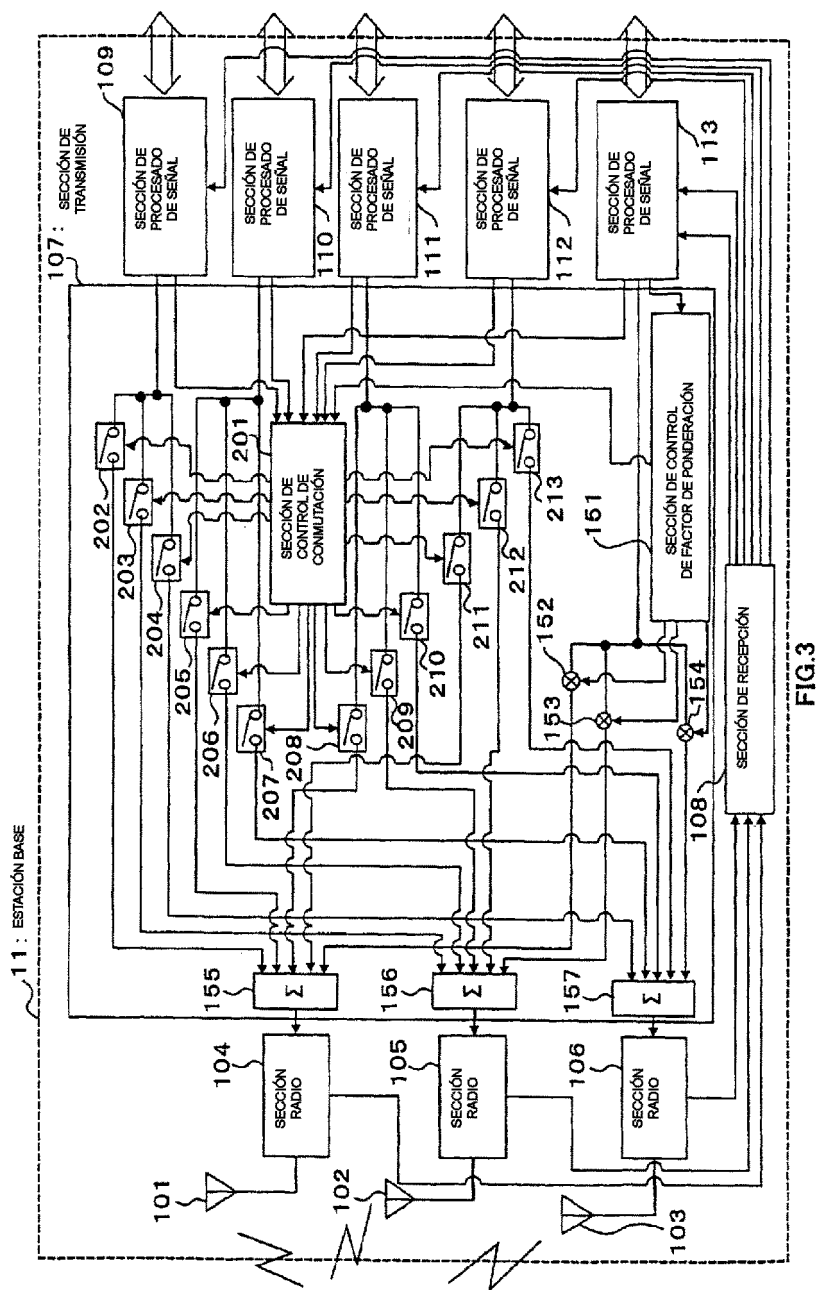 11 : ESTACIÓN BASE
107 : SECCIÓN DE
TRANSMISIÓN
101
102
103
104
SECCIÓN
RADIO
105
SECCIÓN
RADIO
106
SECCIÓN
RADIO
155
Σ
156
Σ
157
Σ
202
203
204
205
206
207
208
209
210
211
212
213
201
SECCIÓN DE
CONTROL DE
CONMUTACIÓN
152
153
154
151
SECCIÓN DE CONTROL
DE FACTOR DE PONDERACIÓN
108
SECCIÓN DE RECEPCIÓN
109
SECCIÓN DE
PROCESADO
DE SEÑAL
110
SECCIÓN DE
PROCESADO
DE SEÑAL
111
SECCIÓN DE
PROCESADO
DE SEÑAL
112
SECCIÓN DE
PROCESADO
DE SEÑAL
113
SECCIÓN DE
PROCESADO
DE SEÑAL
FIG.3